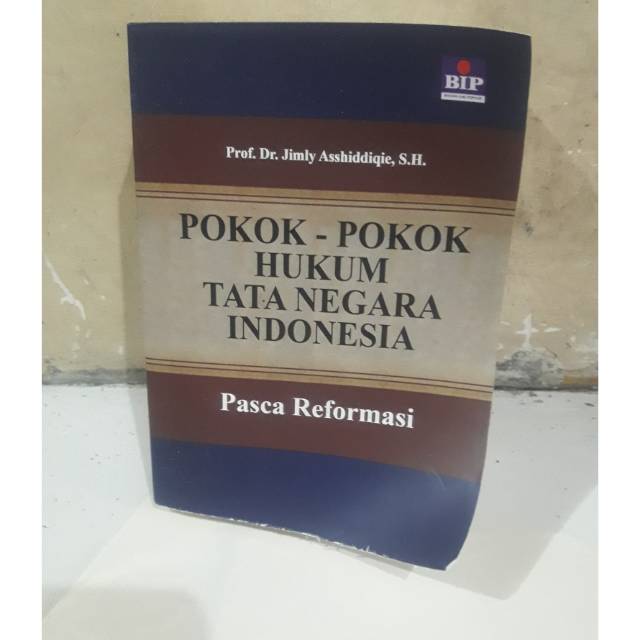 BIP
Prof. Dr. Jimly Asshiddiqie, S.H.
POKOK - POKOK
HUKUM
TATA NEGARA
INDONESIA
Pasca Reformasi